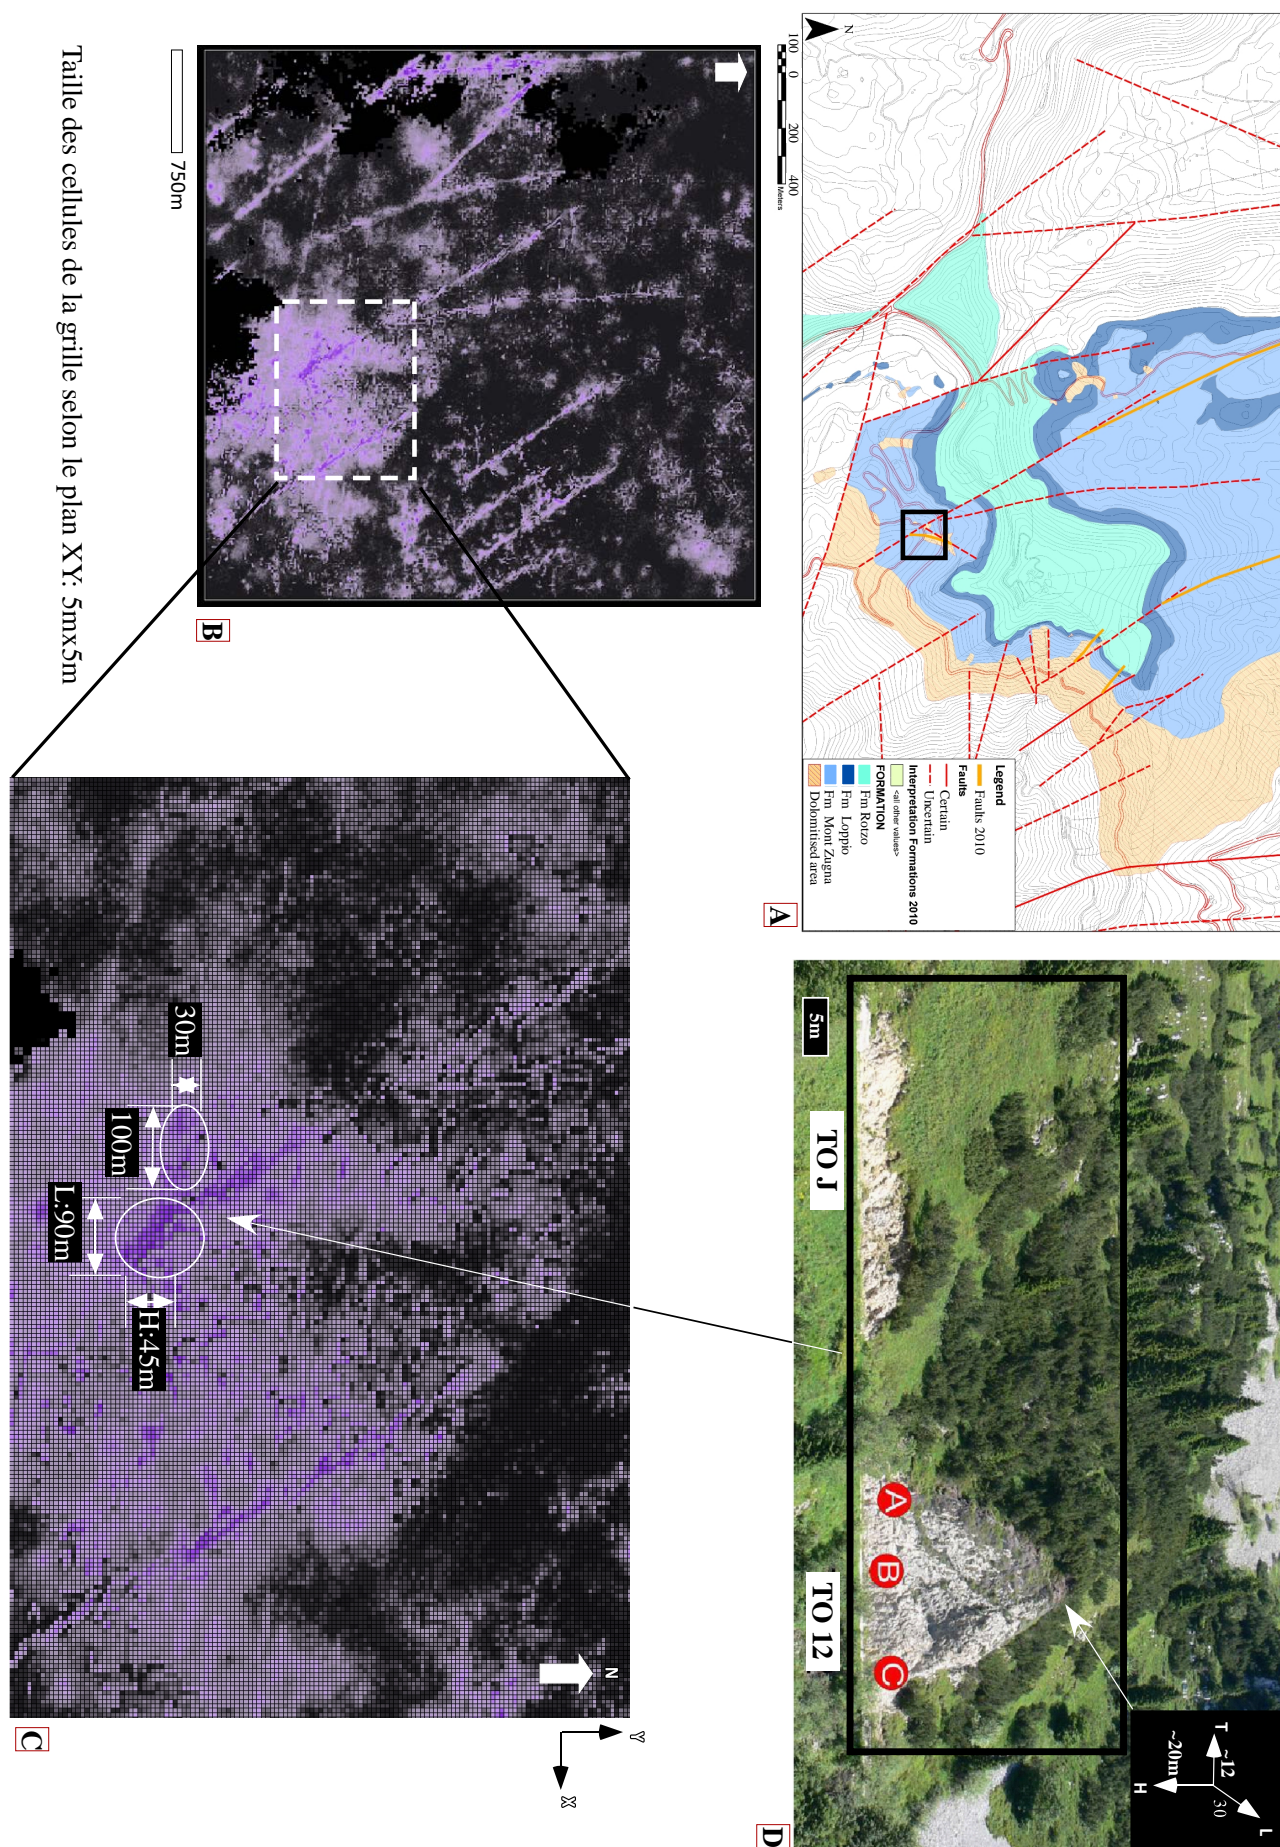 N
100 0 200 400
Meters
Legend
Faults 2010
Faults
Certain
Uncertain
Interpretation Formations 2010
<all other values>
FORMATION
Fm Rotzo
Fm Loppio
Fm Mont Zugna
Dolomitised area
A
B
750m
Taille des cellules de la grille selon le plan XY: 5mx5m
30m
100m
L:90m
H:45m
N
Y
X
C
5m
TO J
TO 12
A
B
C
T
~12
30
L
~20m
H
D